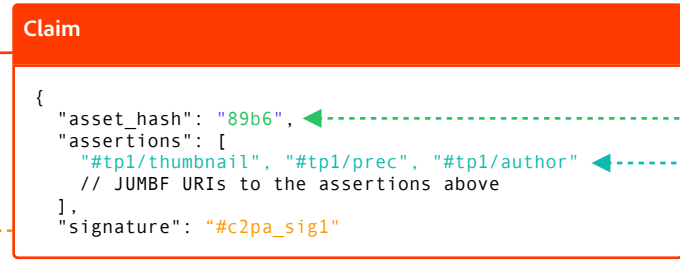 Claim
{
"asset_hash": "89b6",
"assertions": [
"#tp1/thumbnail", "#tp1/prec", "#tp1/author"
// JUMBF URIs to the assertions above
],
"signature": “#c2pa_sig1"